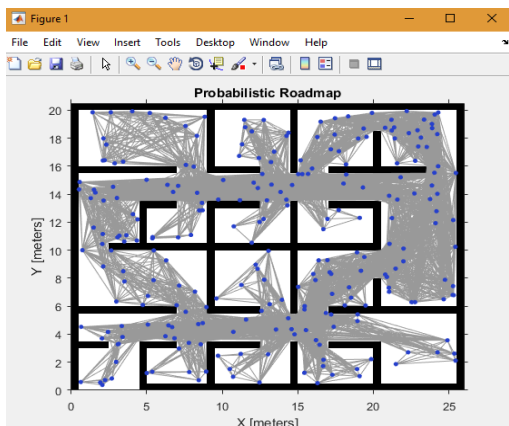 Figure 1
File Edit View Insert Tools Desktop Window Help
Probabilistic Roadmap
20
18
16
14
12
10
8
6
4
2
0
Y [meters]
0 5 10 15 20 25
X [meters]